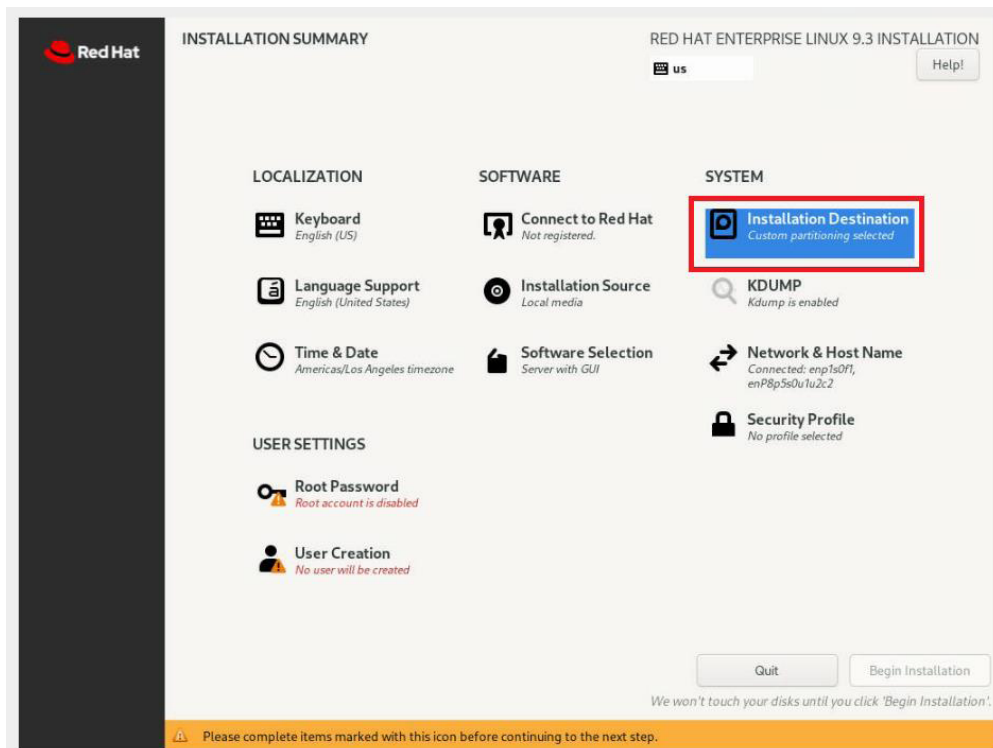 Red Hat
INSTALLATION SUMMARY
RED HAT ENTERPRISE LINUX 9.3 INSTALLATION
us
Help!
LOCALIZATION
Keyboard
English (US)
Language Support
English (United States)
Time & Date
Americas/Los Angeles timezone
SOFTWARE
Connect to Red Hat
Not registered.
Installation Source
Local media
Software Selection
Server with GUI
SYSTEM
Installation Destination
Custom partitioning selected
KDUMP
Kdump is enabled
Network & Host Name
Connected: enp1s0f1,
enP8p5s0u1u2c2
Security Profile
No profile selected
USER SETTINGS
Root Password
Root account is disabled
User Creation
No user will be created
Quit
Begin Installation
We won't touch your disks until you click 'Begin Installation'.
Please complete items marked with this icon before continuing to the next step.